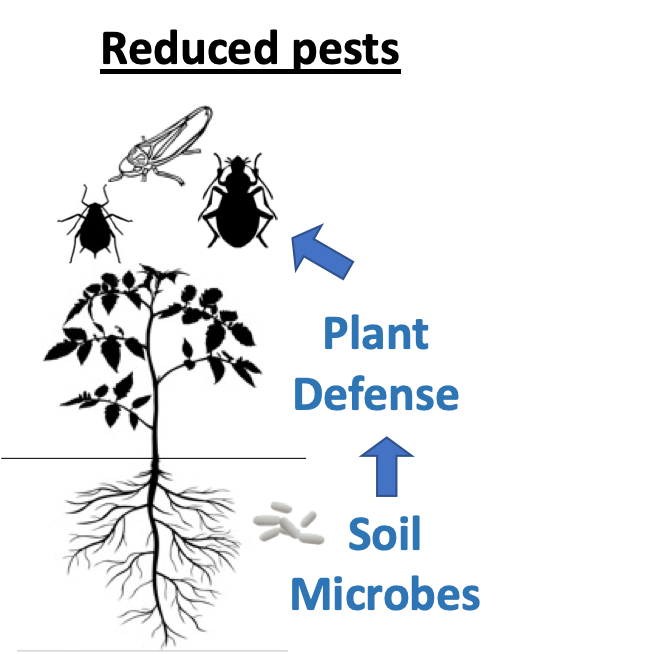 Reduced pests
Plant
Defense
Soil
Microbes